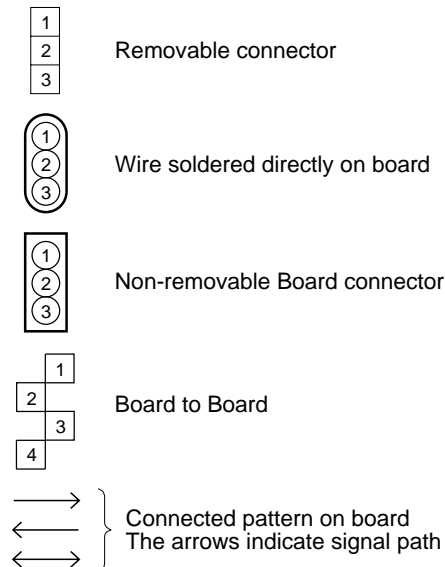 1
2
3
Removable connector
1
2
3
Wire soldered directly on board
1
2
3
Non-removable Board connector
1
2
3
4
Board to Board
Connected pattern on board
The arrows indicate signal path